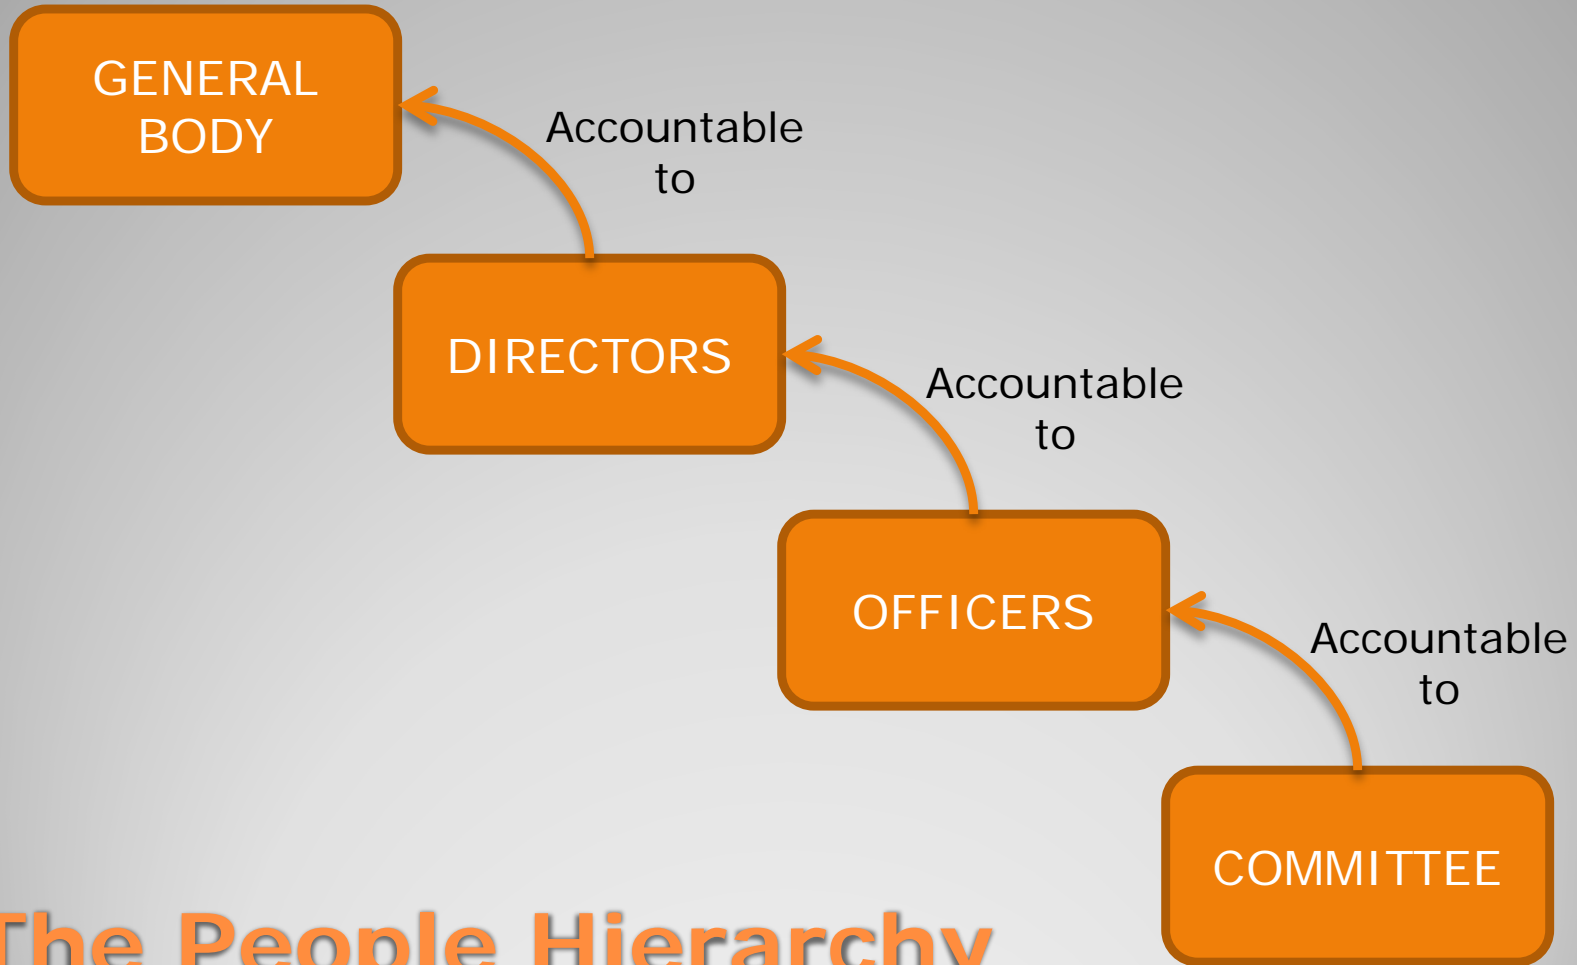 GENERAL
BODY
Accountable
to
DIRECTORS
Accountable
to
OFFICERS
Accountable
to
COMMITTEE
The People Hierarchy